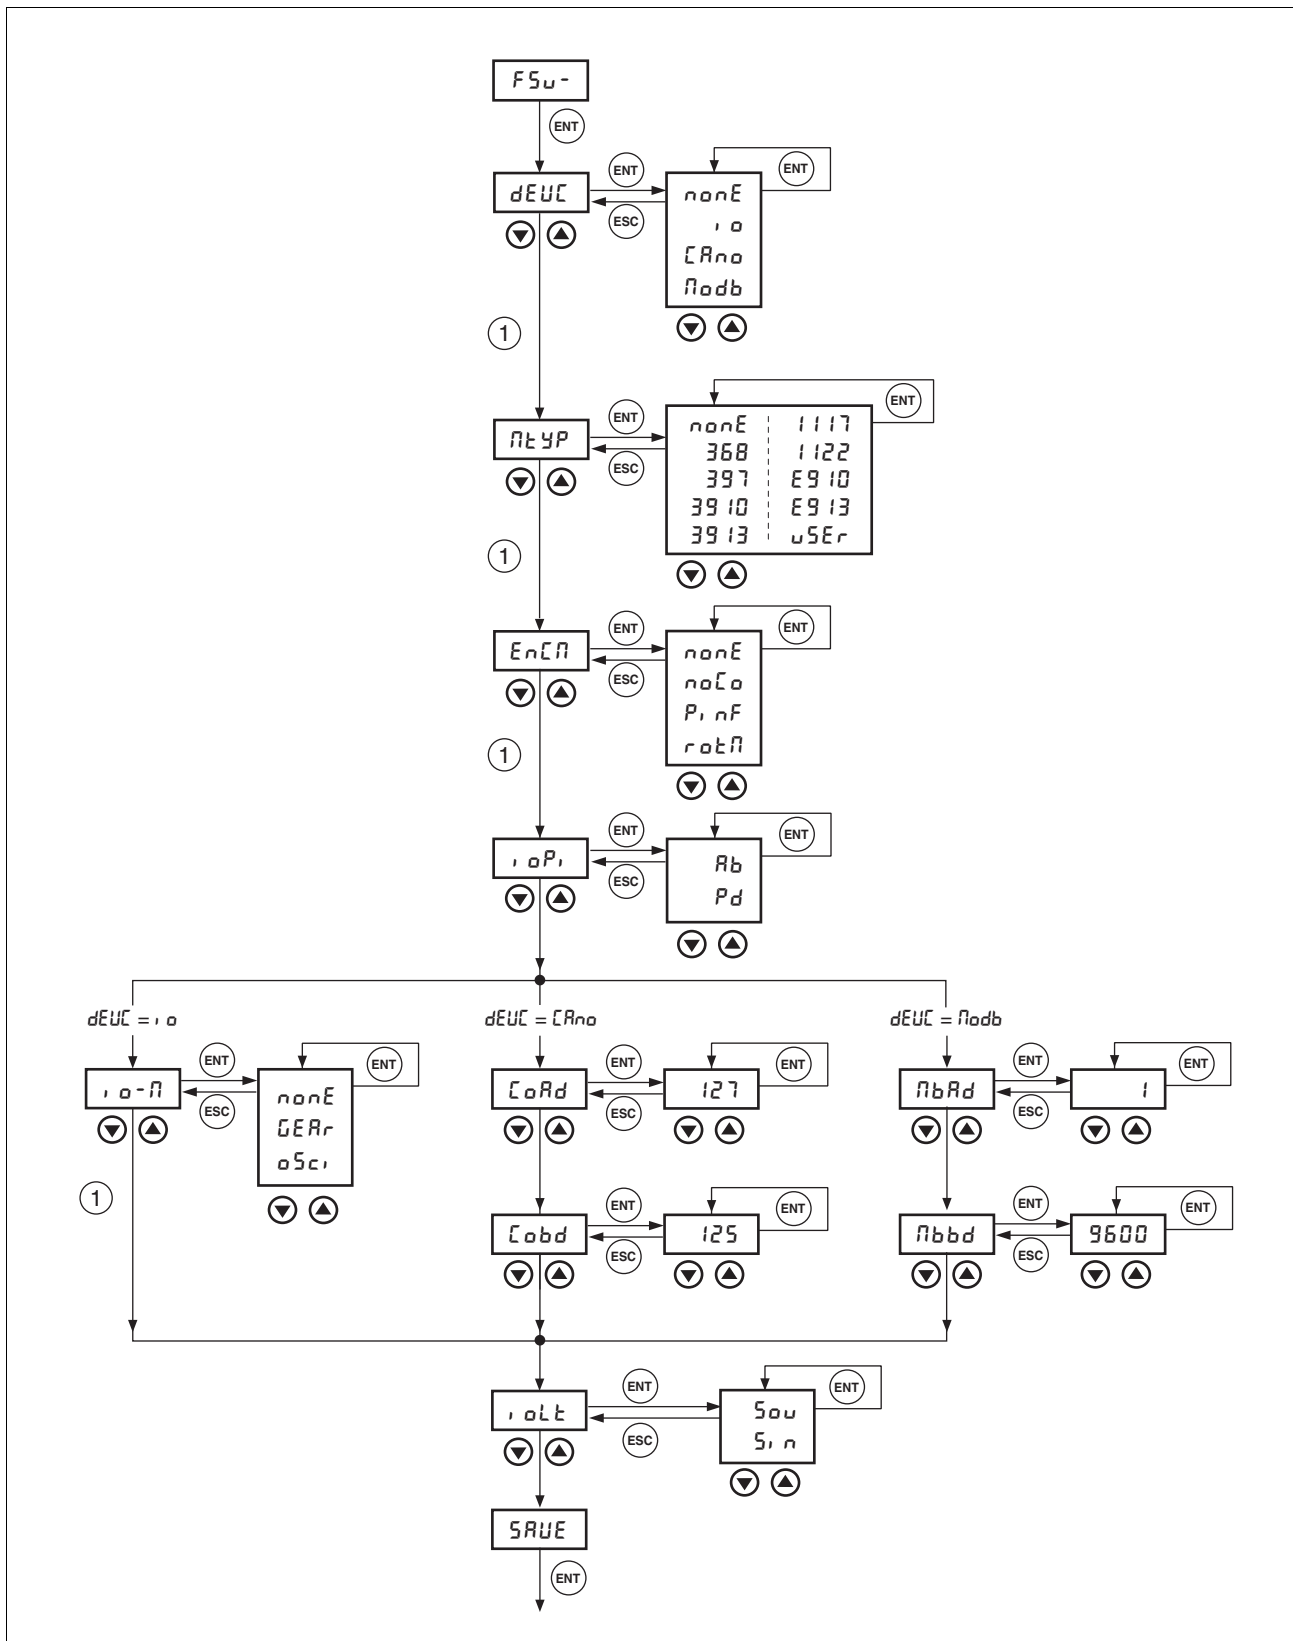 FSu-
ENT
dEUC
ENT
ESC
ENT
nonE
io
CAno
Modb
1
MtYP
ENT
ESC
ENT
nonE 1117
368 1122
397 E910
3910 E913
3913 uSEr
1
EnCM
ENT
ESC
ENT
nonE
noCo
PinF
rotM
1
ioPi
ENT
ESC
ENT
Ab
Pd
dEUC = io
dEUC = CAno
dEUC = Modb
io-M
ENT
ESC
ENT
nonE
GEAr
oSci
1
CoAd
ENT
ESC
ENT
127
MbAd
ENT
ESC
ENT
1
Cobd
ENT
ESC
ENT
125
Mbbd
ENT
ESC
ENT
9600
ioLt
ENT
ESC
ENT
Sou
Sin
SAUE
ENT